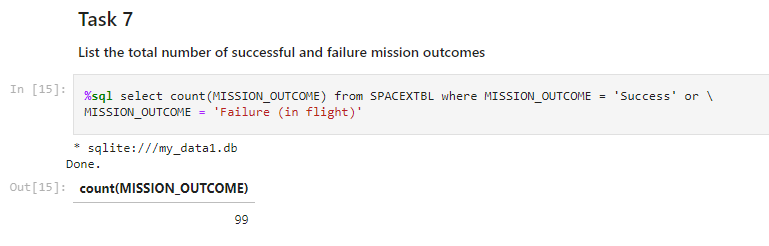 Task 7
List the total number of successful and failure mission outcomes
In [15]: %sql select count(MISSION_OUTCOME) from SPACEXTBL where MISSION_OUTCOME = 'Success' or \
MISSION_OUTCOME = 'Failure (in flight)'
* sqlite:///my_data1.db
Done.
Out[15]: count(MISSION_OUTCOME)
99